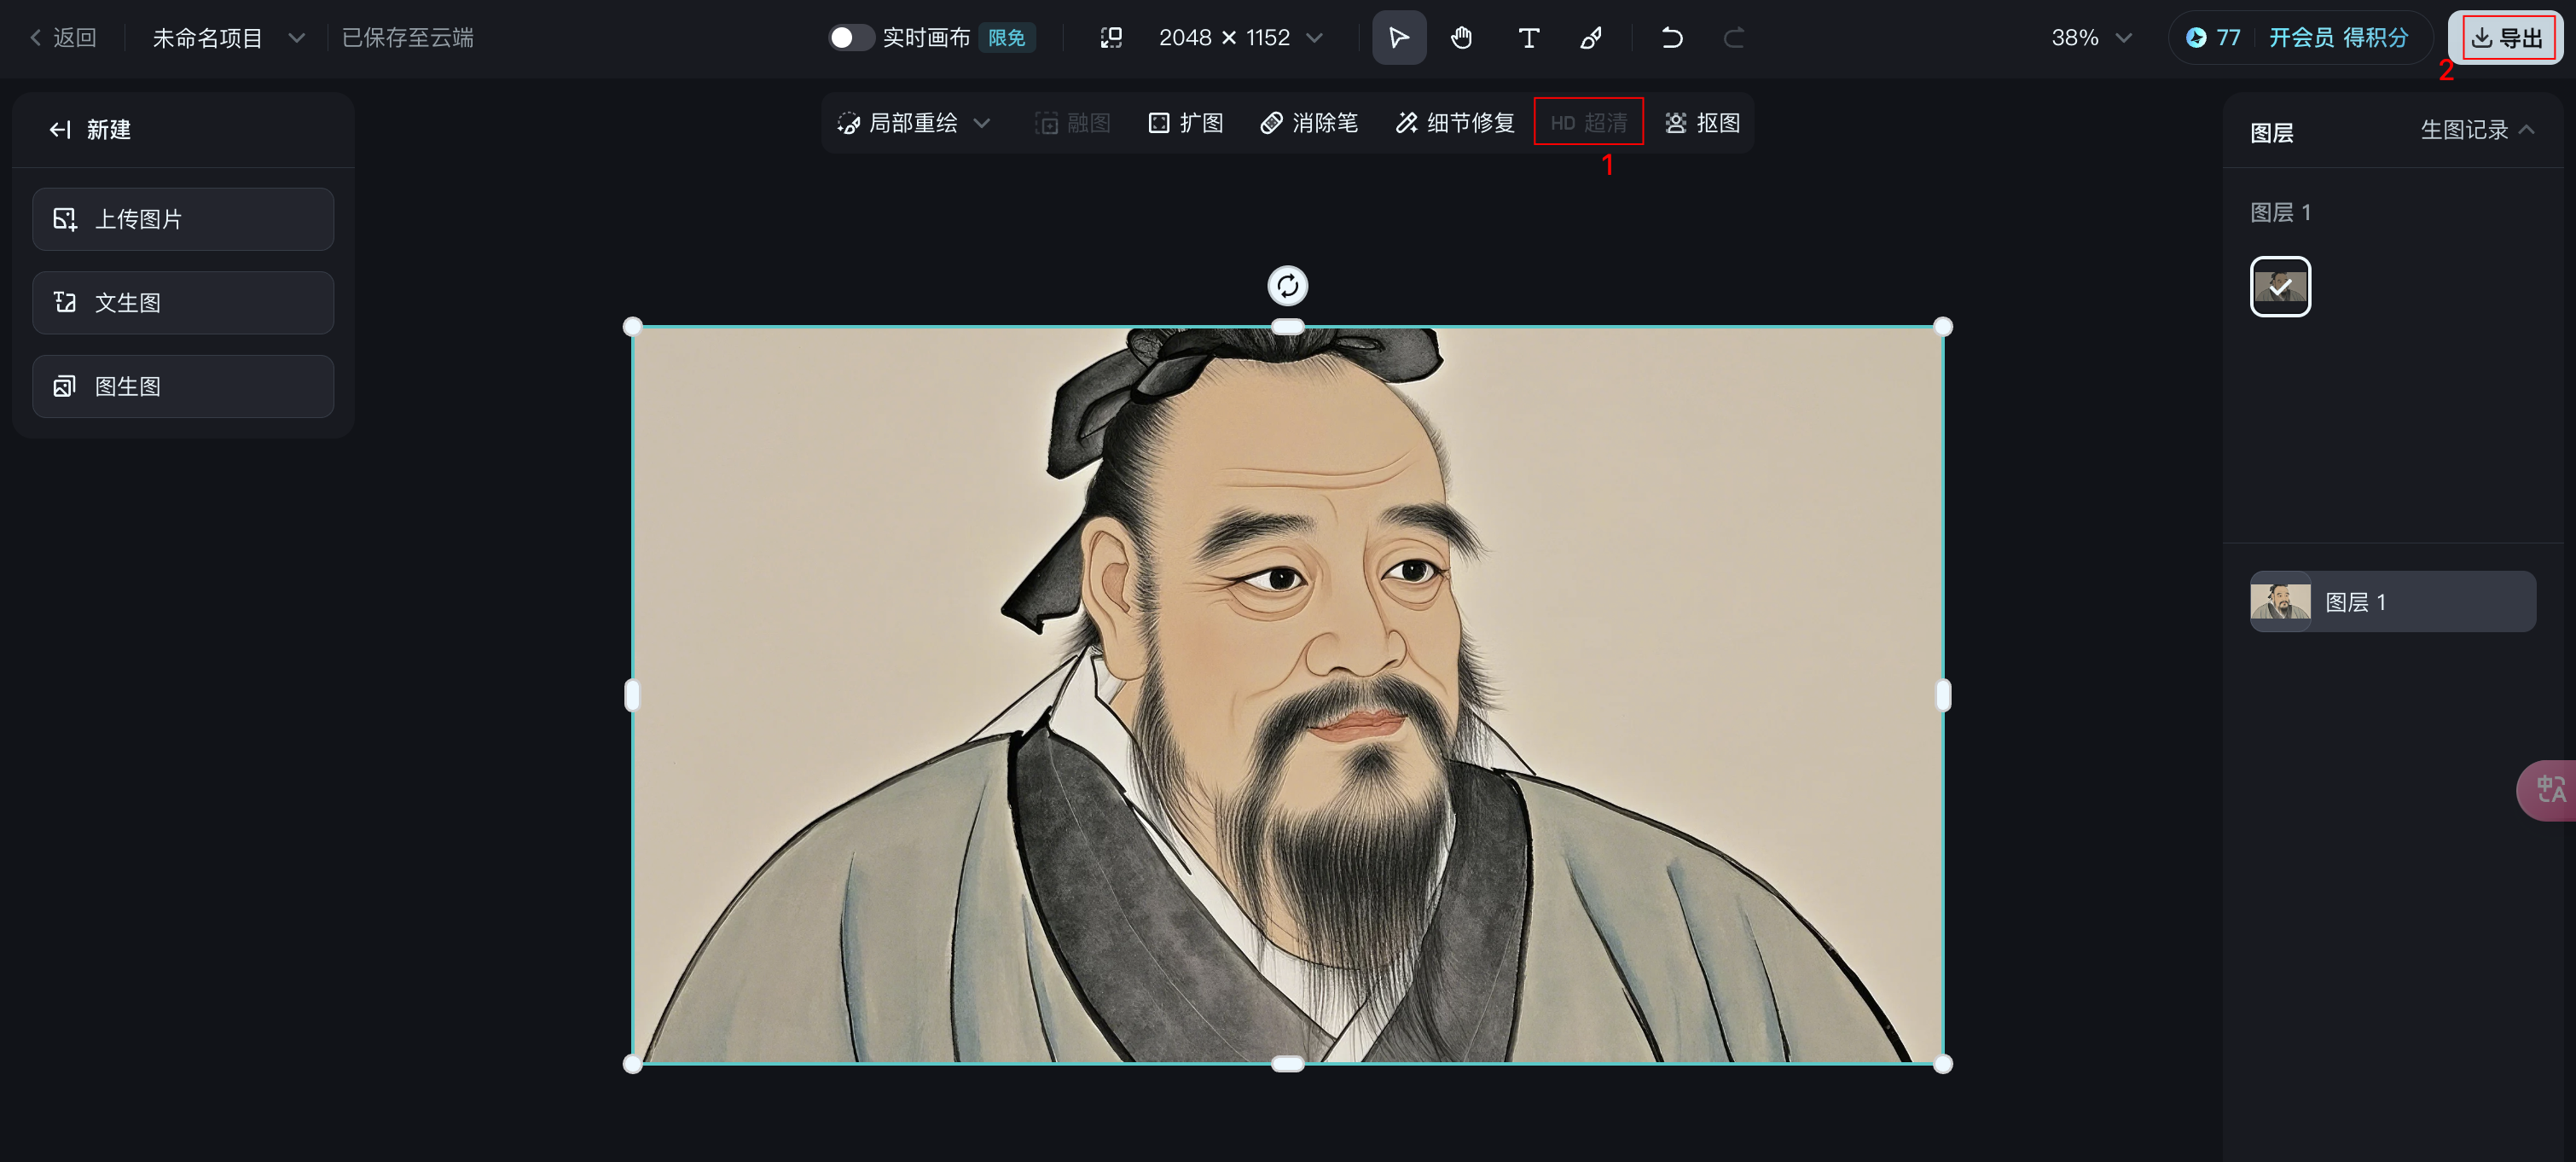 返回 未命名项目 已保存至云端 实时画布 限免 2048 × 1152 T 38% 77 开会员 得积分 导出
2
新建 局部重绘 融图 扩图 消除笔 细节修复 HD 超清 抠图 图层 生图记录
1
上传图片
图层 1
文生图
图生图
图层 1
中A